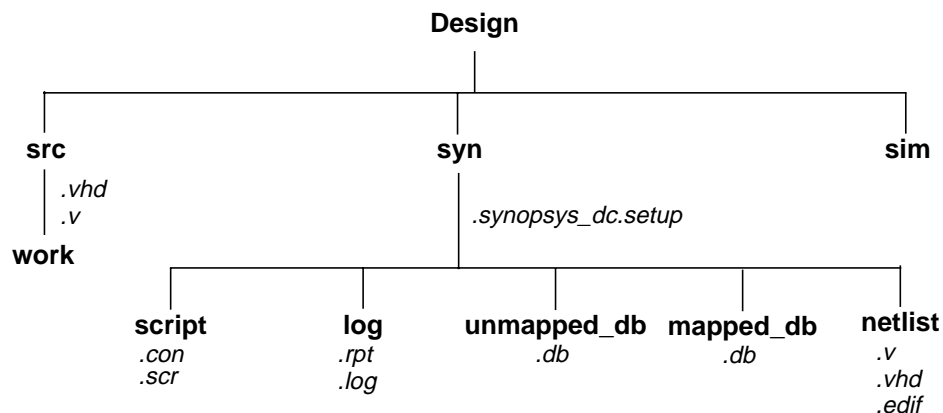 Design
src
syn
sim
.vhd
.v
.synopsys_dc.setup
work
script
log
unmapped_db
mapped_db
netlist
.con
.scr
.rpt
.log
.db
.db
.v
.vhd
.edif